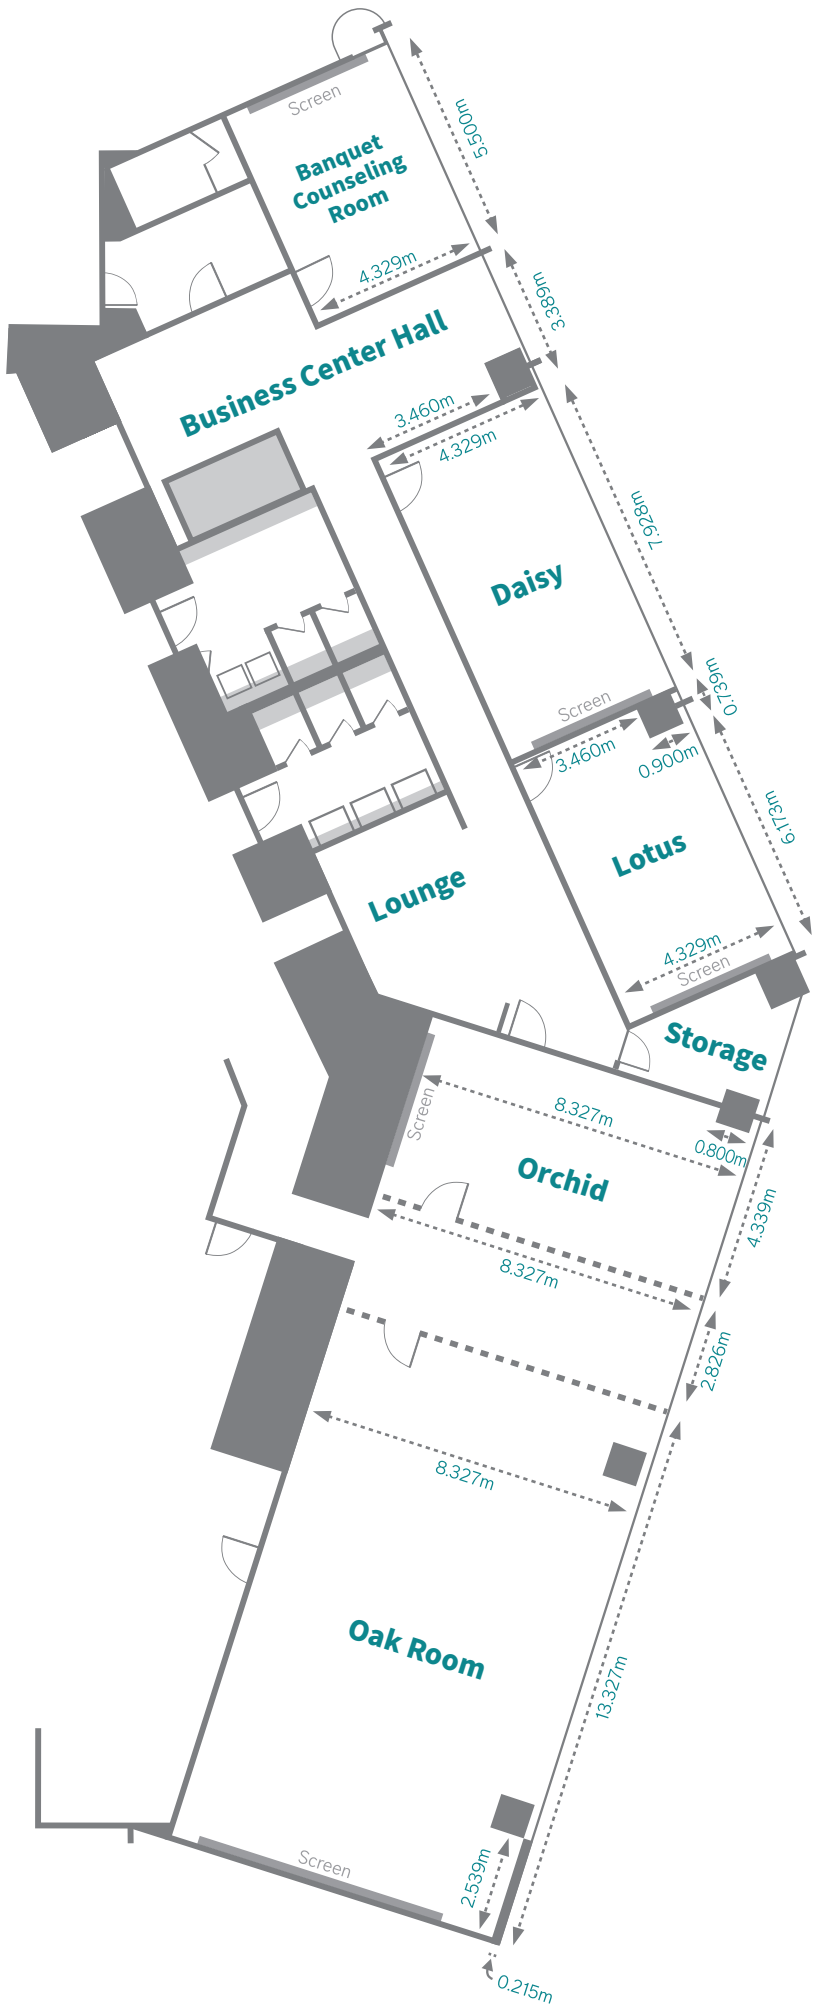 Screen
Banquet
Counseling
Room
5.500m
4.329m
3.389m
Business Center Hall
3.460m
4.329m
7.928m
Daisy
Screen
0.739m
3.460m
0.900m
6.173m
Lotus
Lounge
4.329m
Screen
Storage
8.327m
Screen
0.800m
Orchid
4.339m
8.327m
2.826m
8.327m
Oak Room
13.327m
Screen
2.539m
0.215m